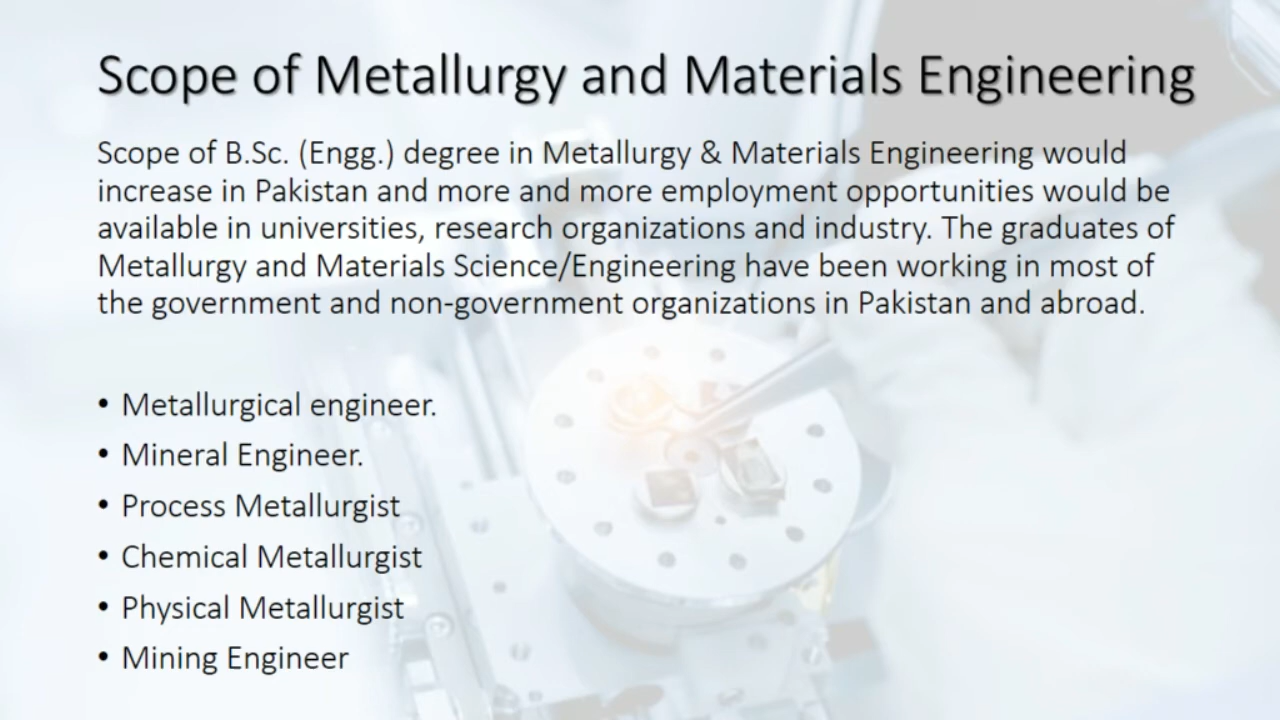 Scope of Metallurgy and Materials Engineering
Scope of B.Sc. (Engg.) degree in Metallurgy & Materials Engineering would
increase in Pakistan and more and more employment opportunities would be
available in universities, research organizations and industry. The graduates of
Metallurgy and Materials Science/Engineering have been working in most of
the government and non-government organizations in Pakistan and abroad.
• Metallurgical engineer.
• Mineral Engineer.
• Process Metallurgist
• Chemical Metallurgist
• Physical Metallurgist
• Mining Engineer